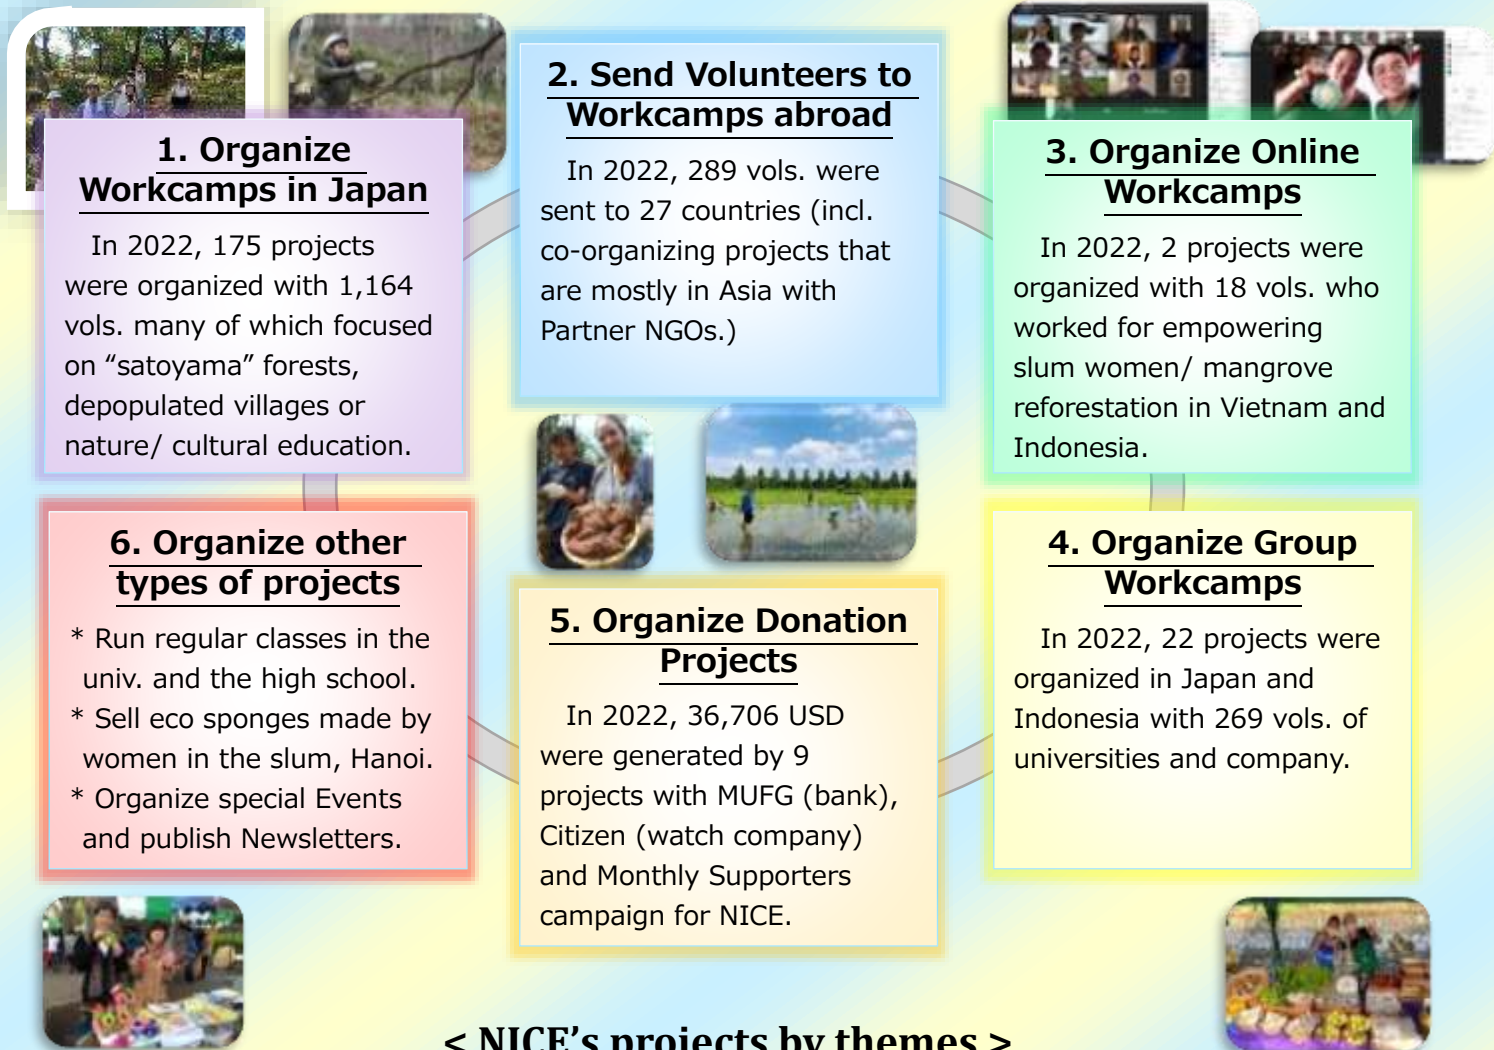 1. Organize
Workcamps in Japan
In 2022, 175 projects
were organized with 1,164
vols. many of which focused
on “satoyama” forests,
depopulated villages or
nature/ cultural education.
2. Send Volunteers to
Workcamps abroad
In 2022, 289 vols. were
sent to 27 countries (incl.
co-organizing projects that
are mostly in Asia with
Partner NGOs.)
3. Organize Online
Workcamps
In 2022, 2 projects were
organized with 18 vols. who
worked for empowering
slum women/ mangrove
reforestation in Vietnam and
Indonesia.
4. Organize Group
Workcamps
In 2022, 22 projects were
organized in Japan and
Indonesia with 269 vols. of
universities and company.
5. Organize Donation
Projects
In 2022, 36,706 USD
were generated by 9
projects with MUFG (bank),
Citizen (watch company)
and Monthly Supporters
campaign for NICE.
6. Organize other
types of projects
* Run regular classes in the
univ. and the high school.
* Sell eco sponges made by
women in the slum, Hanoi.
* Organize special Events
and publish Newsletters.
< NICE’s projects by themes >